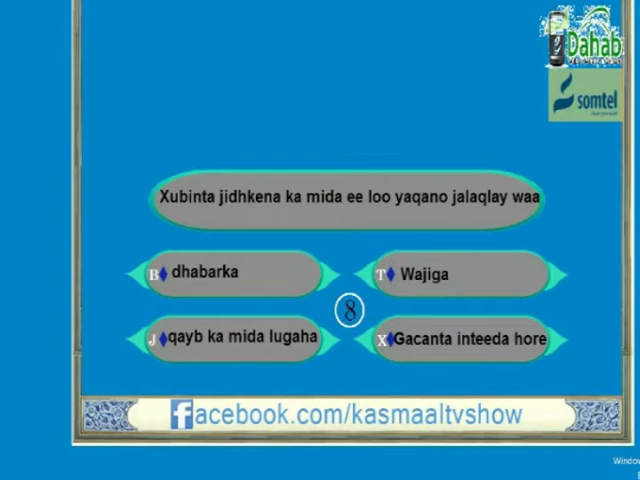 Dahab
somtel
Xubinta jidhkena ka mida ee loo yaqano jalaqlay waa
B dhabarka
T Wajiga
8
J qayb ka mida lugaha
X Gacanta inteeda hore
facebook.com/kasmaaltvshow